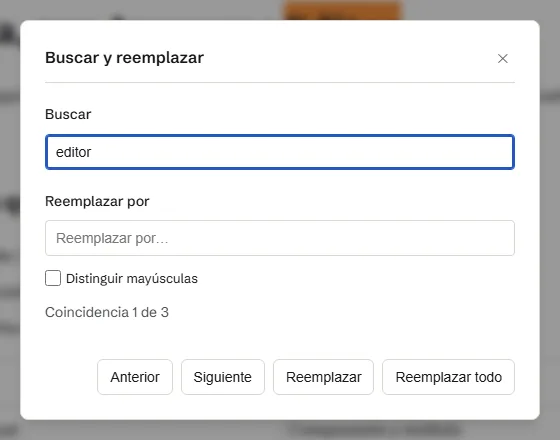 Buscar y reemplazar
Buscar
editor
Reemplazar por
Reemplazar por...
Distinguir mayúsculas
Coincidencia 1 de 3
Anterior Siguiente Reemplazar Reemplazar todo